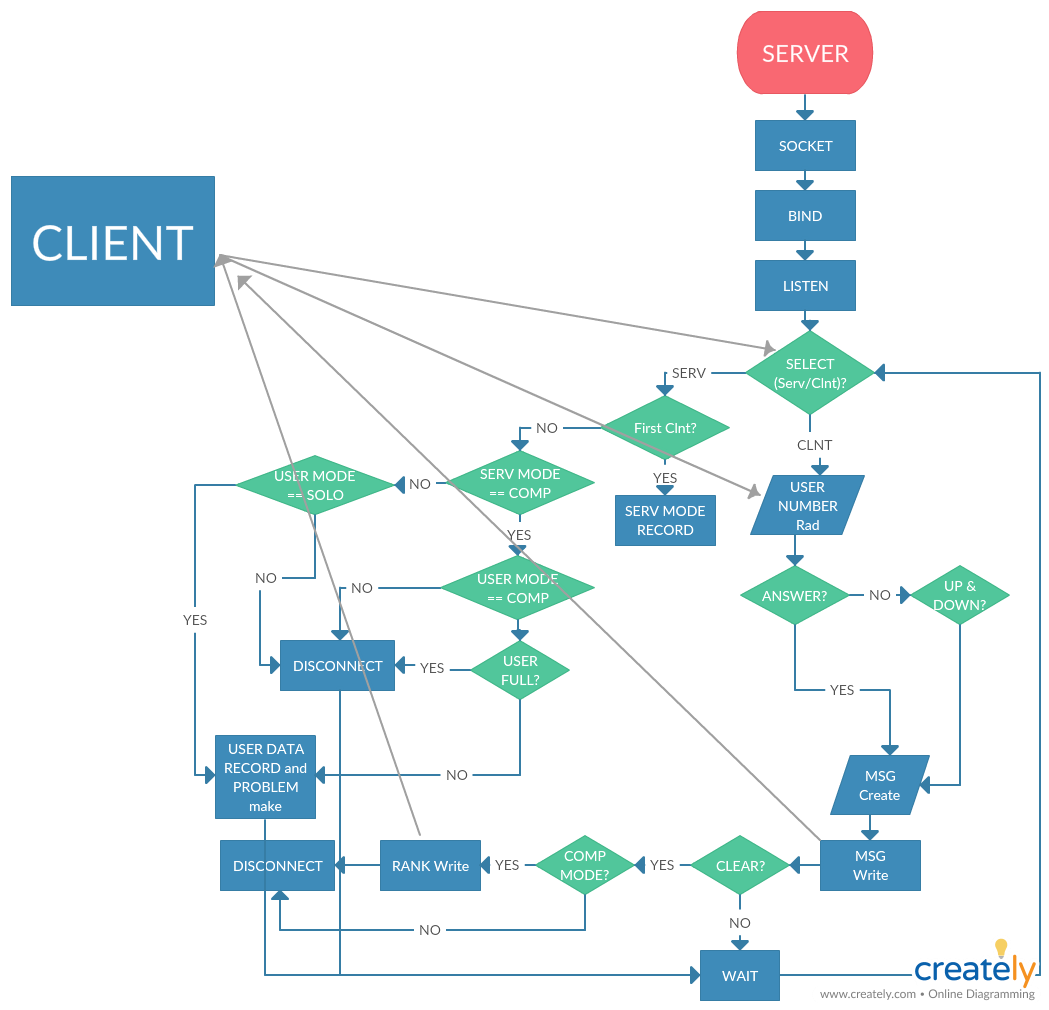 SERVER
SOCKET
BIND
LISTEN
CLIENT
SELECT
(Serv/Clnt)?
SERV
CLNT
First Clnt?
NO
YES
SERV MODE
RECORD
USER
NUMBER
Rad
SERV MODE
== COMP
NO
YES
USER MODE
== SOLO
NO
YES
USER MODE
== COMP
NO
DISCONNECT
YES
USER
FULL?
NO
ANSWER?
NO
UP &
DOWN?
YES
USER DATA
RECORD and
PROBLEM
make
MSG
Create
MSG
Write
CLEAR?
YES
COMP
MODE?
YES
RANK Write
DISCONNECT
NO
NO
WAIT
creately
www.creately.com • Online Diagramming